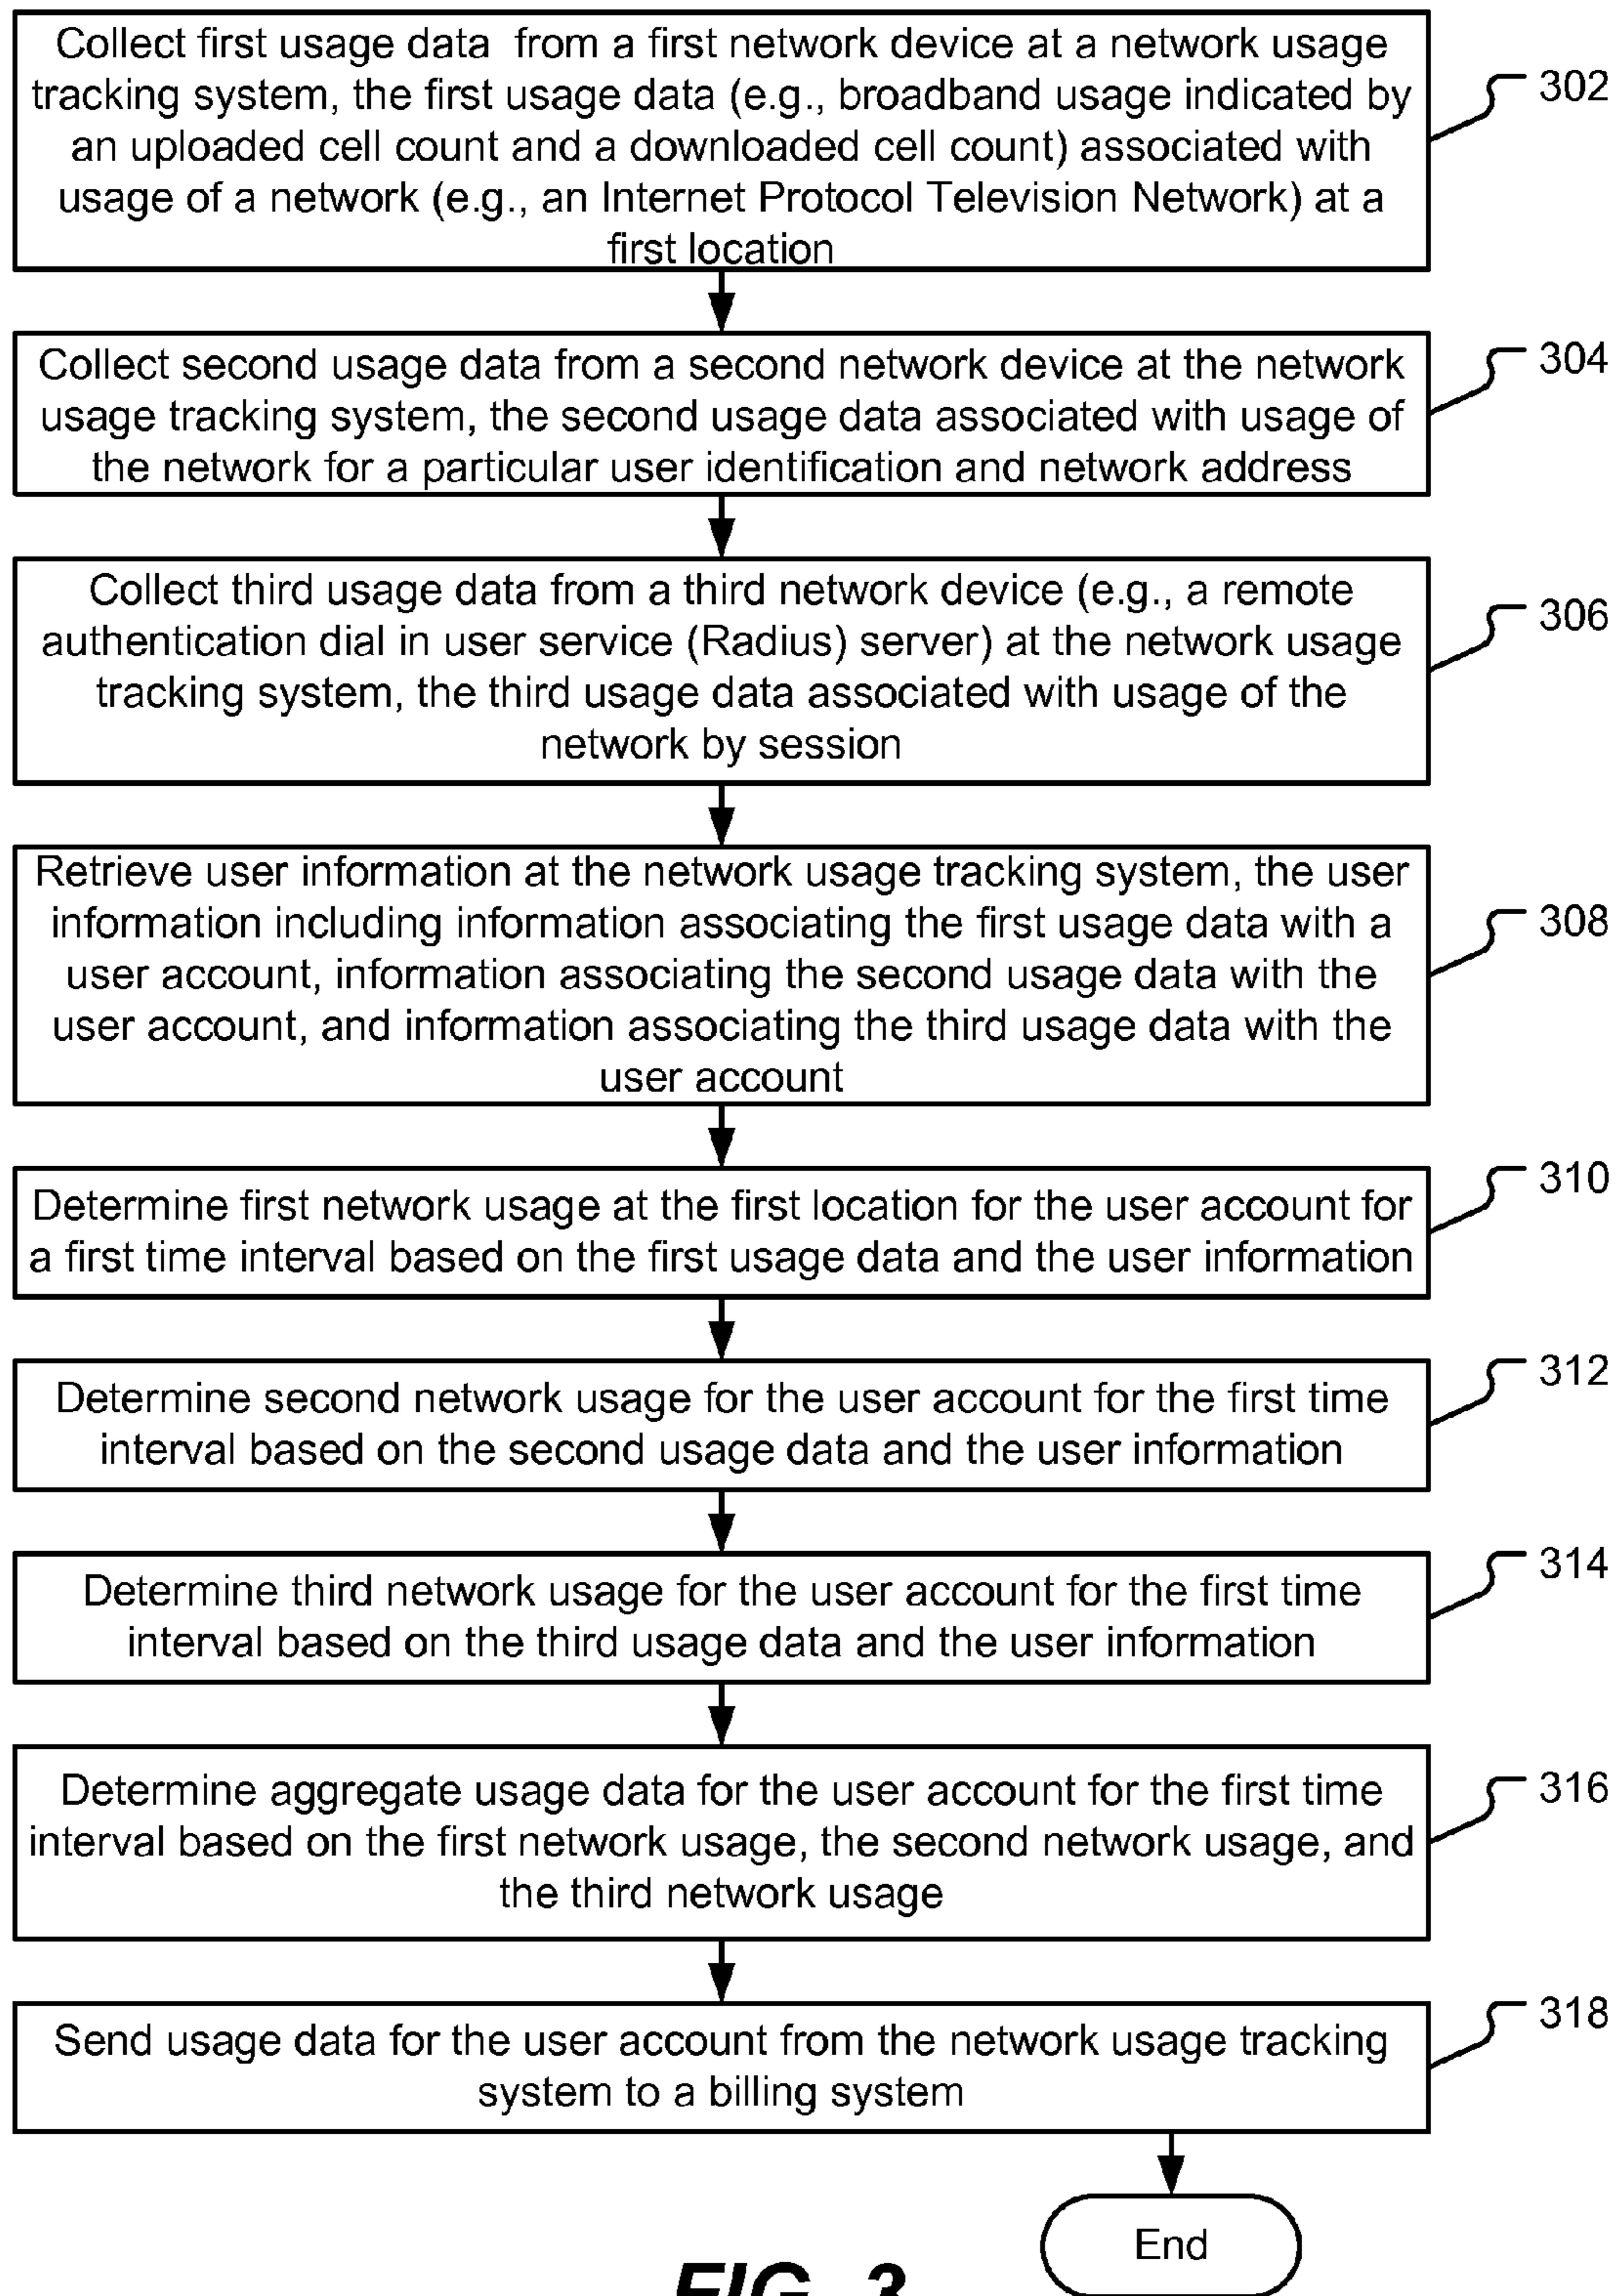 Collect first usage data from a first network device at a network usage
tracking system, the first usage data (e.g., broadband usage indicated by
an uploaded cell count and a downloaded cell count) associated with
usage of a network (e.g., an Internet Protocol Television Network) at a
first location
302
Collect second usage data from a second network device at the network
usage tracking system, the second usage data associated with usage of
the network for a particular user identification and network address
304
Collect third usage data from a third network device (e.g., a remote
authentication dial in user service (Radius) server) at the network usage
tracking system, the third usage data associated with usage of the
network by session
306
Retrieve user information at the network usage tracking system, the user
information including information associating the first usage data with a
user account, information associating the second usage data with the
user account, and information associating the third usage data with the
user account
308
Determine first network usage at the first location for the user account for
a first time interval based on the first usage data and the user information
310
Determine second network usage for the user account for the first time
interval based on the second usage data and the user information
312
Determine third network usage for the user account for the first time
interval based on the third usage data and the user information
314
Determine aggregate usage data for the user account for the first time
interval based on the first network usage, the second network usage, and
the third network usage
316
Send usage data for the user account from the network usage tracking
system to a billing system
318
End
FIG. 3